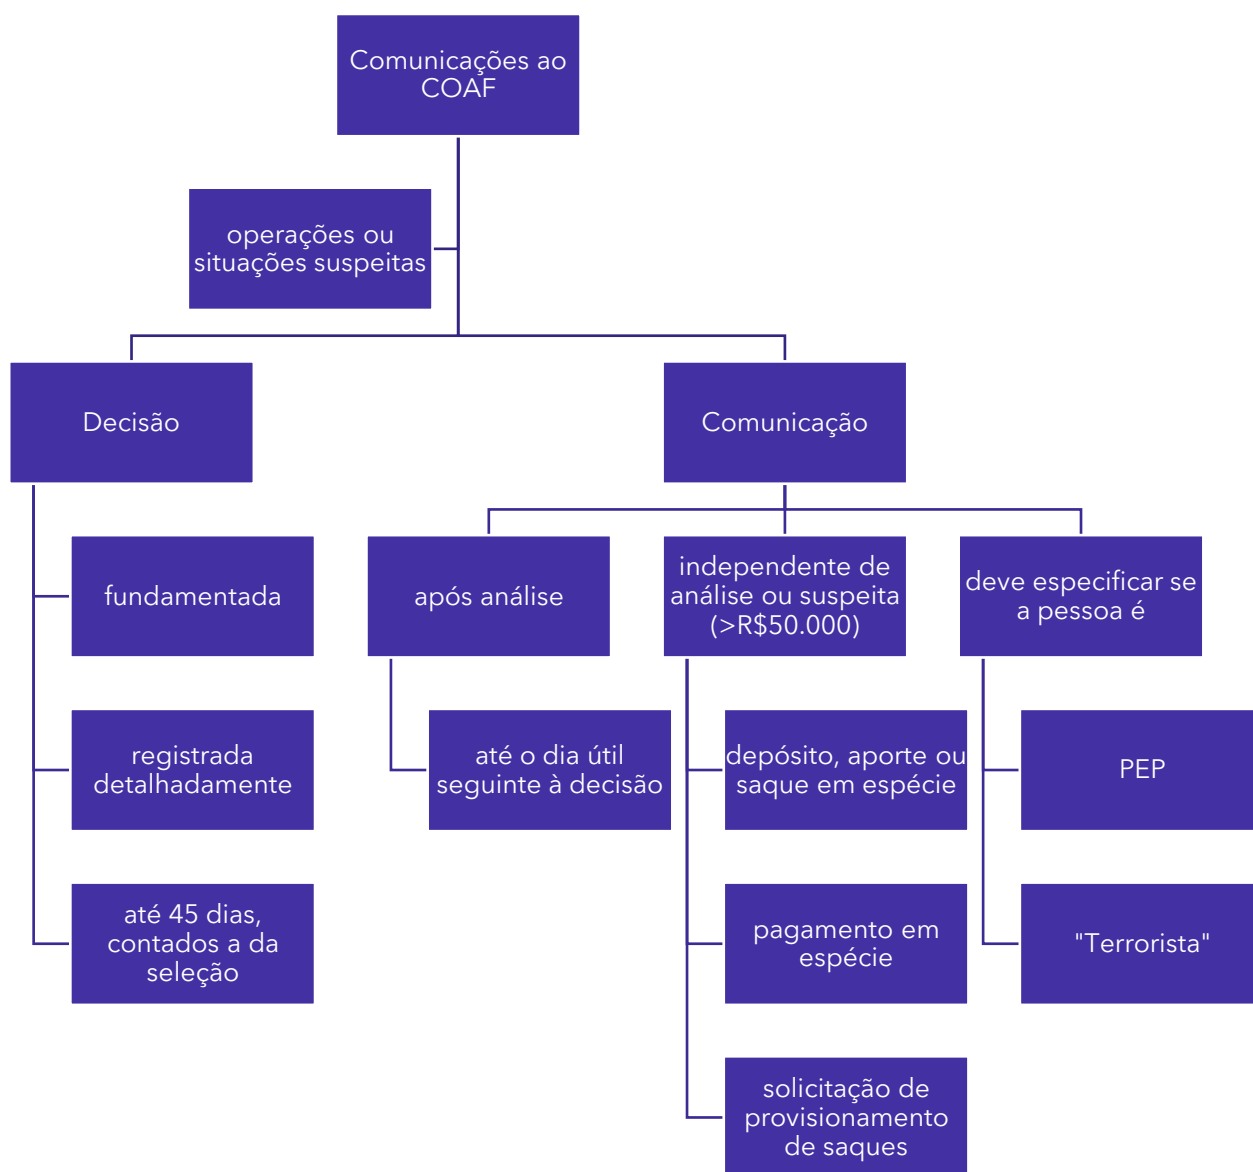 Comunicações ao
COAF
operações ou
situações suspeitas
Decisão
Comunicação
fundamentada
registrada
detalhadamente
até 45 dias,
contados a da
seleção
após análise
até o dia útil
seguinte à decisão
independente de
análise ou suspeita
(>R$50.000)
depósito, aporte ou
saque em espécie
pagamento em
espécie
solicitação de
provisionamento
de saques
deve especificar se
a pessoa é
PEP
"Terrorista"